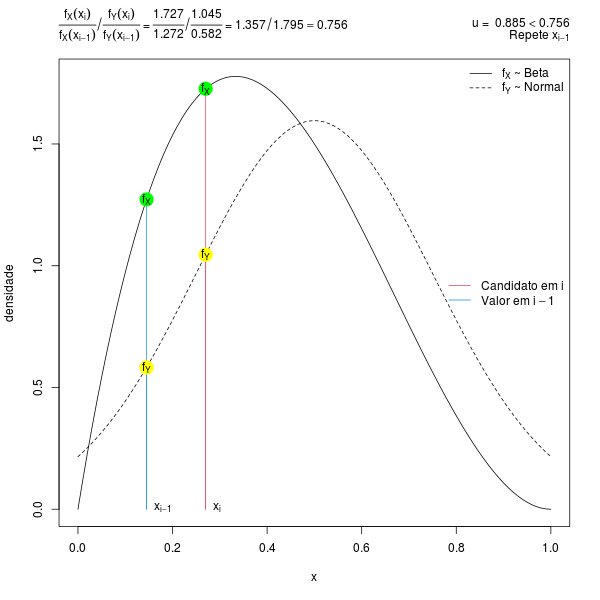 fX(xi) / fY(xi) = 1.727 / 1.045 = 1.357 / 1.795 = 0.756
fX(xi−1) fY(xi−1) 1.272 0.582
u = 0.885 < 0.756
Repete xi−1
fX ~ Beta
fY ~ Normal
fX
fX
fY
Candidato em i
Valor em i − 1
fY
xi−1
xi
densidade
0.0
0.5
1.0
1.5
0.0 0.2 0.4 0.6 0.8 1.0
x